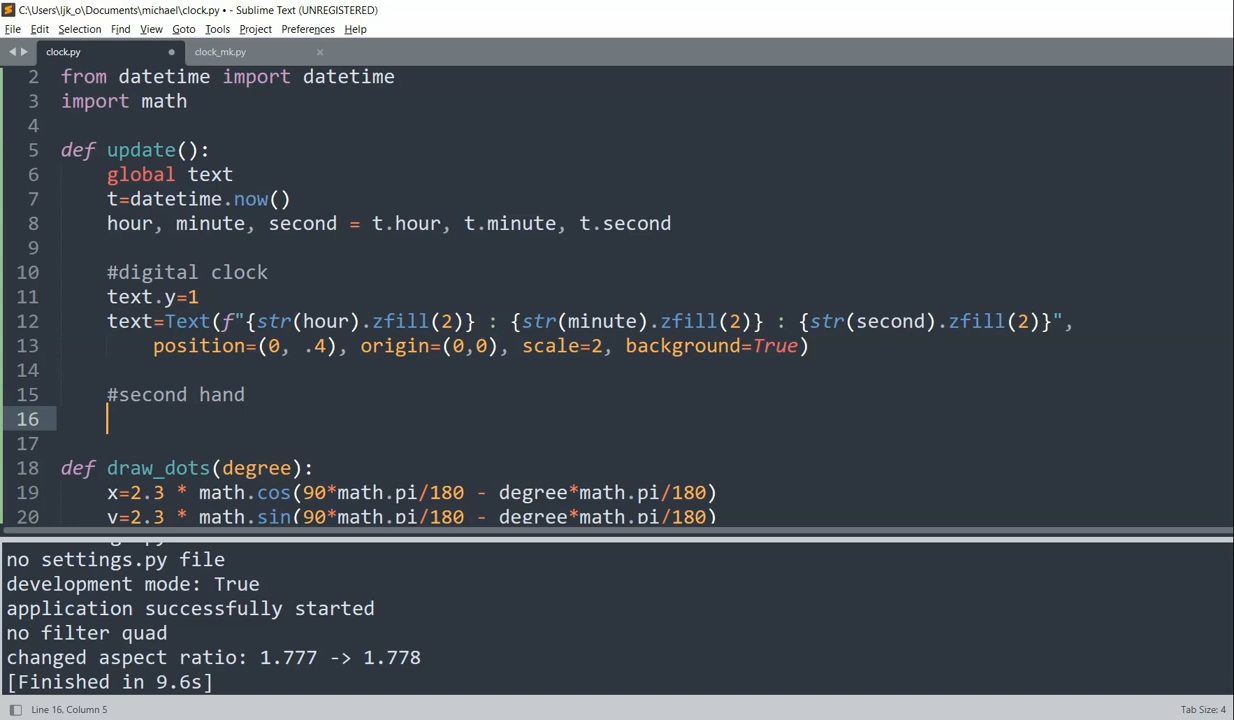 C:\Users\ljk_o\Documents\michael\clock.py • - Sublime Text (UNREGISTERED)
File Edit Selection Find View Goto Tools Project Preferences Help
clock.py clock_mk.py
2 from datetime import datetime
3 import math
4
5 def update():
6 global text
7 t=datetime.now()
8 hour, minute, second = t.hour, t.minute, t.second
9
10 #digital clock
11 text.y=1
12 text=Text(f"{str(hour).zfill(2)} : {str(minute).zfill(2)} : {str(second).zfill(2)}",
13 position=(0, .4), origin=(0,0), scale=2, background=True)
14
15 #second hand
16
17
18 def draw_dots(degree):
19 x=2.3 * math.cos(90*math.pi/180 - degree*math.pi/180)
20 y=2.3 * math.sin(90*math.pi/180 - degree*math.pi/180)
no settings.py file
development mode: True
application successfully started
no filter quad
changed aspect ratio: 1.777 -> 1.778
[Finished in 9.6s]
Line 16, Column 5 Tab Size: 4